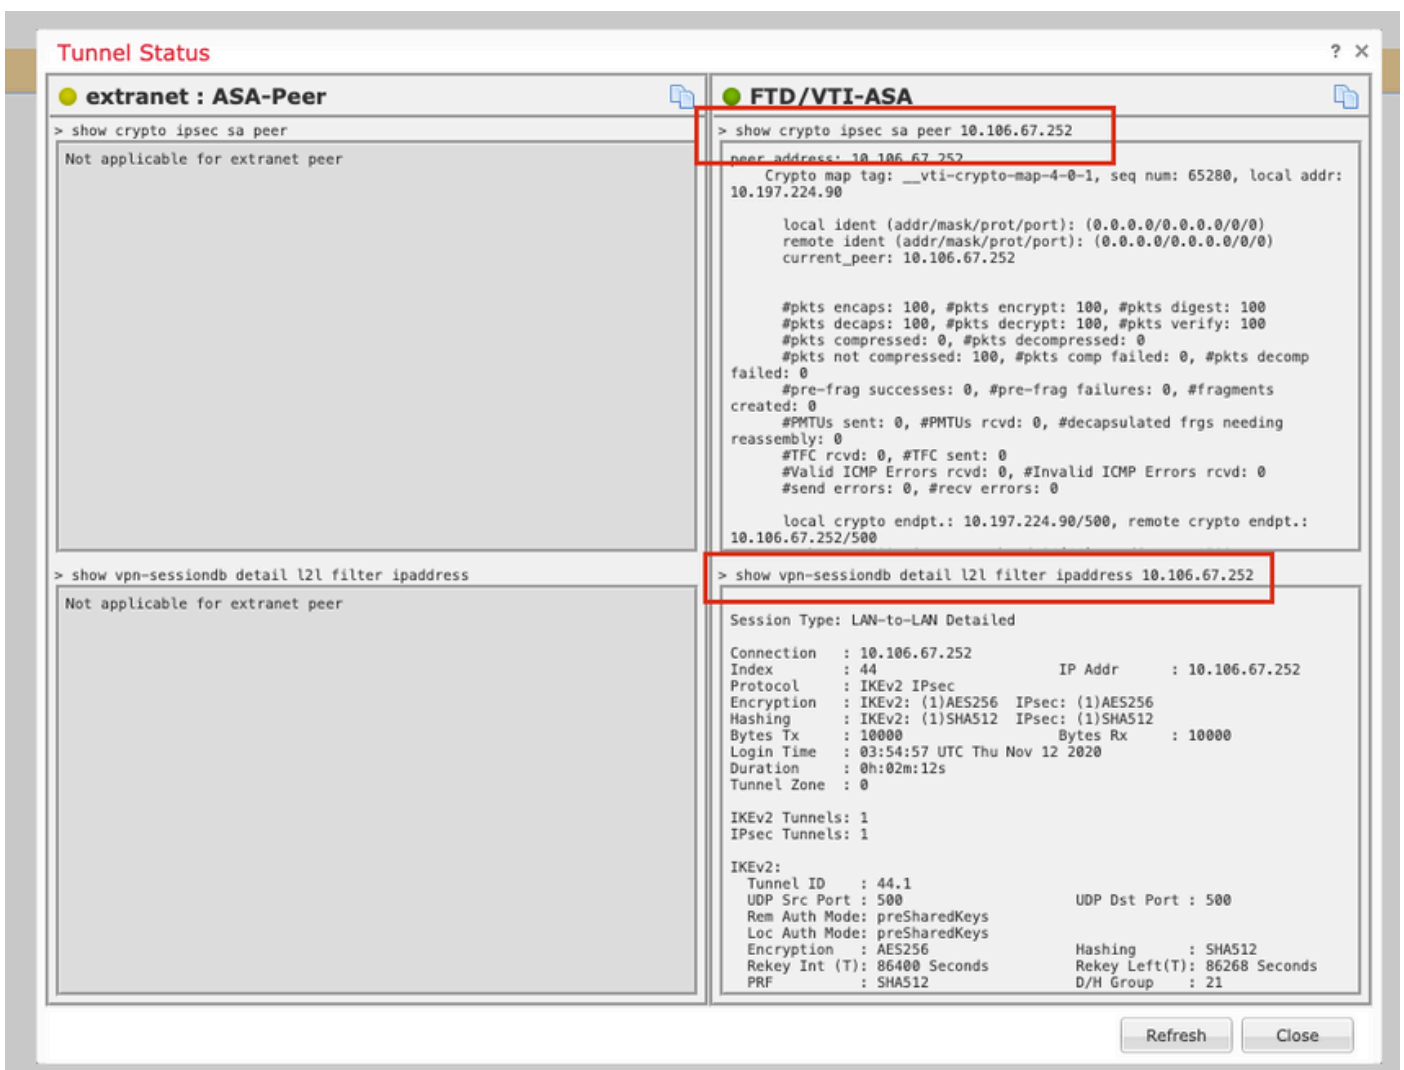 Tunnel Status
? ×
extranet : ASA-Peer
> show crypto ipsec sa peer
Not applicable for extranet peer
> show vpn-sessiondb detail l2l filter ipaddress
Not applicable for extranet peer
FTD/VTI-ASA
> show crypto ipsec sa peer 10.106.67.252
peer address: 10.106.67.252
Crypto map tag: __vti-crypto-map-4-0-1, seq num: 65280, local addr:
10.197.224.90
local ident (addr/mask/prot/port): (0.0.0.0/0.0.0.0/0/0)
remote ident (addr/mask/prot/port): (0.0.0.0/0.0.0.0/0/0)
current_peer: 10.106.67.252
#pkts encaps: 100, #pkts encrypt: 100, #pkts digest: 100
#pkts decaps: 100, #pkts decrypt: 100, #pkts verify: 100
#pkts compressed: 0, #pkts decompressed: 0
#pkts not compressed: 100, #pkts comp failed: 0, #pkts decomp
failed: 0
#pre-frag successes: 0, #pre-frag failures: 0, #fragments
created: 0
#PMTUs sent: 0, #PMTUs rcvd: 0, #decapsulated frgs needing
reassembly: 0
#TFC rcvd: 0, #TFC sent: 0
#Valid ICMP Errors rcvd: 0, #Invalid ICMP Errors rcvd: 0
#send errors: 0, #recv errors: 0
local crypto endpt.: 10.197.224.90/500, remote crypto endpt.:
10.106.67.252/500
> show vpn-sessiondb detail l2l filter ipaddress 10.106.67.252
Session Type: LAN-to-LAN Detailed
Connection : 10.106.67.252
Index : 44 IP Addr : 10.106.67.252
Protocol : IKEv2 IPsec
Encryption : IKEv2: (1)AES256 IPsec: (1)AES256
Hashing : IKEv2: (1)SHA512 IPsec: (1)SHA512
Bytes Tx : 10000 Bytes Rx : 10000
Login Time : 03:54:57 UTC Thu Nov 12 2020
Duration : 0h:02m:12s
Tunnel Zone : 0
IKEv2 Tunnels: 1
IPsec Tunnels: 1
IKEv2:
Tunnel ID : 44.1
UDP Src Port : 500 UDP Dst Port : 500
Rem Auth Mode: preSharedKeys
Loc Auth Mode: preSharedKeys
Encryption : AES256 Hashing : SHA512
Rekey Int (T): 86400 Seconds Rekey Left(T): 86268 Seconds
PRF : SHA512 D/H Group : 21
Refresh Close